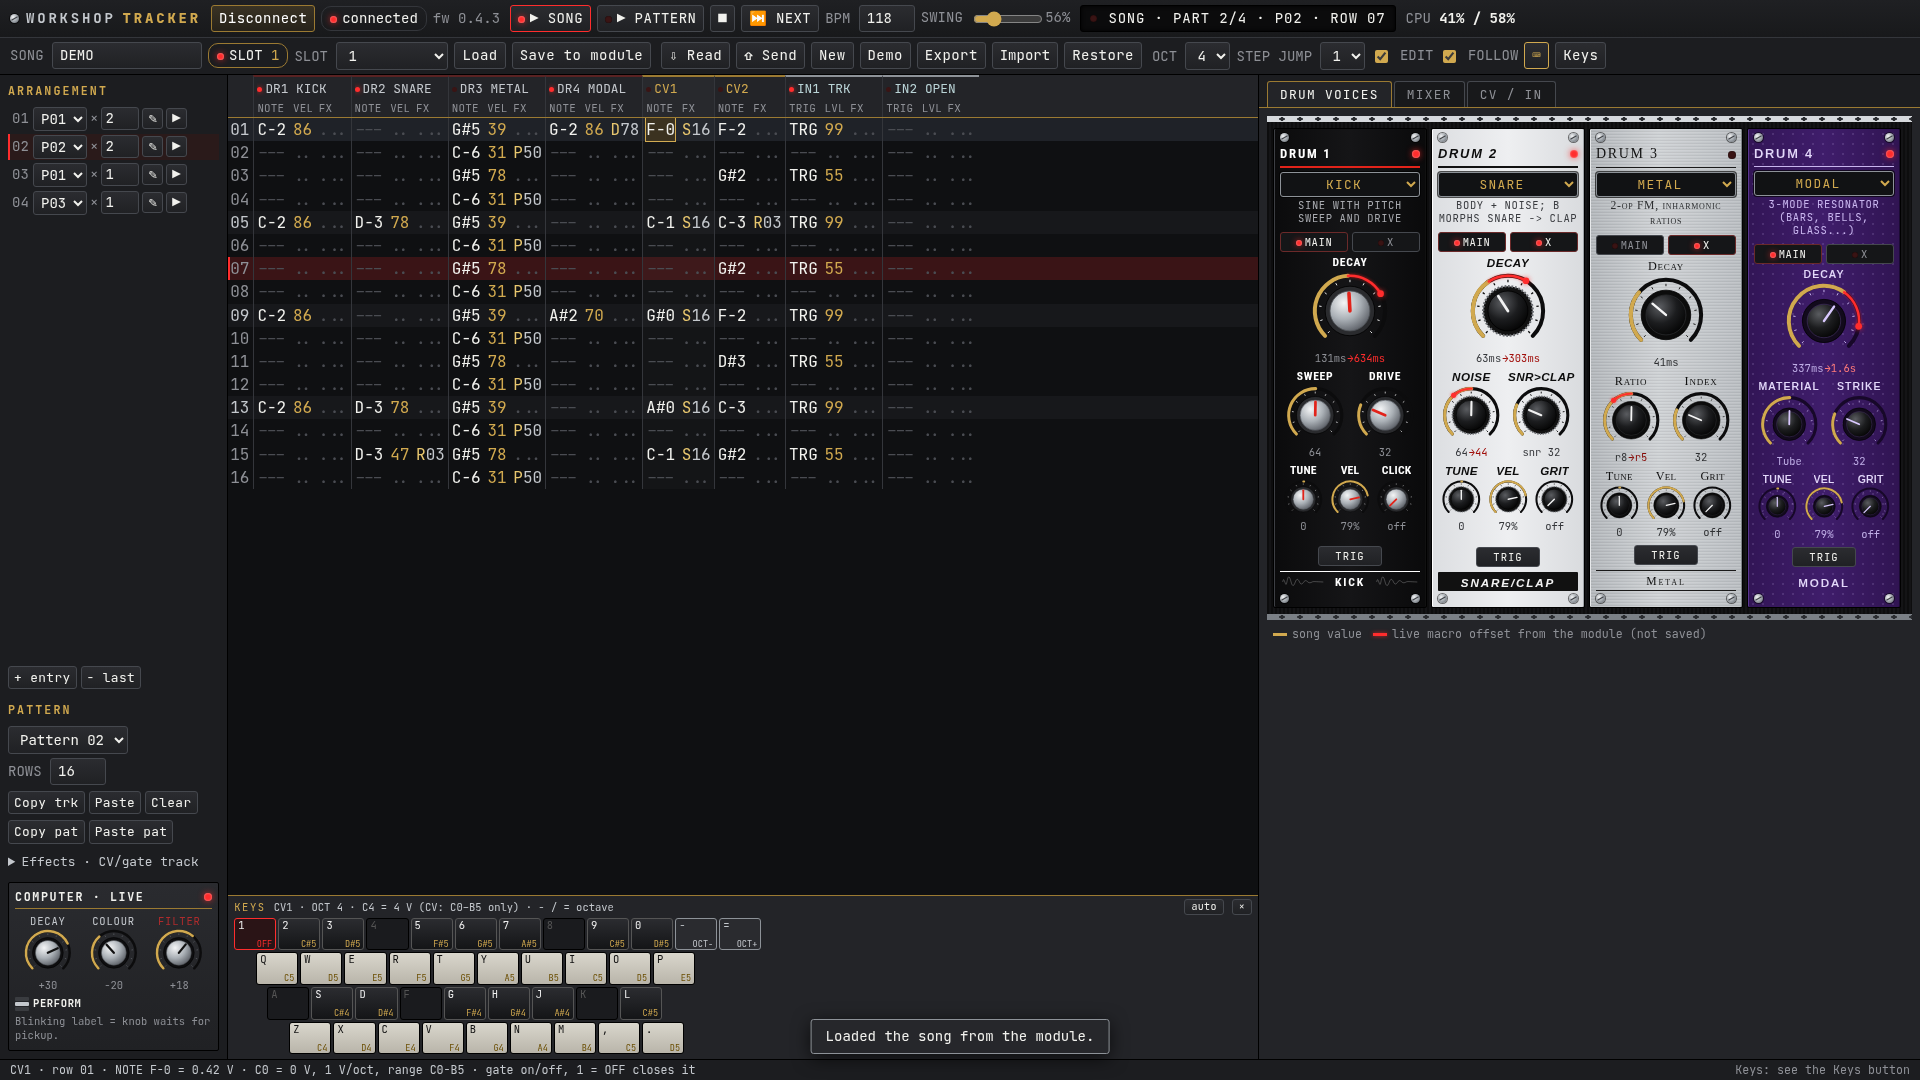 WORKSHOP TRACKER Disconnect connected fw 0.4.3 ▶ SONG ▶ PATTERN ■ ⏩ NEXT BPM 118 SWING 56% SONG · PART 2/4 · P02 · ROW 07 CPU 41% / 58%
SONG DEMO SLOT 1 SLOT 1 Load Save to module ⇩ Read ⇧ Send New Demo Export Import Restore OCT 4 STEP JUMP 1 EDIT FOLLOW Keys
ARRANGEMENT
01 P01 × 2 ✎ ▶
02 P02 × 2 ✎ ▶
03 P01 × 1 ✎ ▶
04 P03 × 1 ✎ ▶
+ entry - last
PATTERN
Pattern 02
ROWS 16
Copy trk Paste Clear
Copy pat Paste pat
▶ Effects · CV/gate track
COMPUTER · LIVE
DECAY COLOUR FILTER
+30 -20 +18
PERFORM
Blinking label = knob waits for
pickup.
DR1 KICK DR2 SNARE DR3 METAL DR4 MODAL CV1 CV2 IN1 TRK IN2 OPEN
NOTE VEL FX NOTE VEL FX NOTE VEL FX NOTE VEL FX NOTE FX NOTE FX TRIG LVL FX TRIG LVL FX
01 C-2 86 ... --- .. ... G#5 39 ... G-2 86 D78 F-0 S16 F-2 ... TRG 99 ... --- .. ...
02 --- .. ... --- .. ... C-6 31 P50 --- .. ... --- ... --- ... --- .. ... --- .. ...
03 --- .. ... --- .. ... G#5 78 ... --- .. ... --- ... G#2 ... TRG 55 ... --- .. ...
04 --- .. ... --- .. ... C-6 31 P50 --- .. ... --- ... --- ... --- .. ... --- .. ...
05 C-2 86 ... D-3 78 ... G#5 39 ... --- .. ... C-1 S16 C-3 R03 TRG 99 ... --- .. ...
06 --- .. ... --- .. ... C-6 31 P50 --- .. ... --- ... --- ... --- .. ... --- .. ...
07 --- .. ... --- .. ... G#5 78 ... --- .. ... --- ... G#2 ... TRG 55 ... --- .. ...
08 --- .. ... --- .. ... C-6 31 P50 --- .. ... --- ... --- ... --- .. ... --- .. ...
09 C-2 86 ... --- .. ... G#5 39 ... A#2 70 ... G#0 S16 F-2 ... TRG 99 ... --- .. ...
10 --- .. ... --- .. ... C-6 31 P50 --- .. ... --- ... --- ... --- .. ... --- .. ...
11 --- .. ... --- .. ... G#5 78 ... --- .. ... --- ... D#3 ... TRG 55 ... --- .. ...
12 --- .. ... --- .. ... C-6 31 P50 --- .. ... --- ... --- ... --- .. ... --- .. ...
13 C-2 86 ... D-3 78 ... G#5 39 ... --- .. ... A#0 S16 C-3 ... TRG 99 ... --- .. ...
14 --- .. ... --- .. ... C-6 31 P50 --- .. ... --- ... --- ... --- .. ... --- .. ...
15 --- .. ... D-3 47 R03 G#5 78 ... --- .. ... C-1 S16 G#2 ... TRG 55 ... --- .. ...
16 --- .. ... --- .. ... C-6 31 P50 --- .. ... --- ... --- ... --- .. ... --- .. ...
KEYS CV1 · OCT 4 · C4 = 4 V (CV: C0-B5 only) · - / = octave auto ×
1 OFF 2 C#5 3 D#5 4 5 F#5 6 G#5 7 A#5 8 9 C#5 0 D#5 - OCT- = OCT+
Q C5 W D5 E E5 R F5 T G5 Y A5 U B5 I C5 O D5 P E5
A S C#4 D D#4 F G F#4 H G#4 J A#4 K L C#5
Z C4 X D4 C E4 V F4 B G4 N A4 M B4 , C5 . D5
Loaded the song from the module.
DRUM VOICES MIXER CV / IN
DRUM 1
KICK
SINE WITH PITCH
SWEEP AND DRIVE
MAIN X
DECAY
131ms→634ms
SWEEP DRIVE
64 32
TUNE VEL CLICK
0 79% off
TRIG
KICK
DRUM 2
SNARE
BODY + NOISE; B
MORPHS SNARE -> CLAP
MAIN X
DECAY
63ms→303ms
NOISE SNR>CLAP
64→44 snr 32
TUNE VEL GRIT
0 79% off
TRIG
SNARE/CLAP
DRUM 3
METAL
2-OP FM, INHARMONIC
RATIOS
MAIN X
DECAY
41ms
RATIO INDEX
r8→r5 32
TUNE VEL GRIT
0 79% off
TRIG
METAL
DRUM 4
MODAL
3-MODE RESONATOR
(BARS, BELLS,
GLASS...)
MAIN X
DECAY
337ms→1.6s
MATERIAL STRIKE
Tube 32
TUNE VEL GRIT
0 79% off
TRIG
MODAL
song value live macro offset from the module (not saved)
CV1 · row 01 · NOTE F-0 = 0.42 V · C0 = 0 V, 1 V/oct, range C0-B5 · gate on/off, 1 = OFF closes it
Keys: see the Keys button